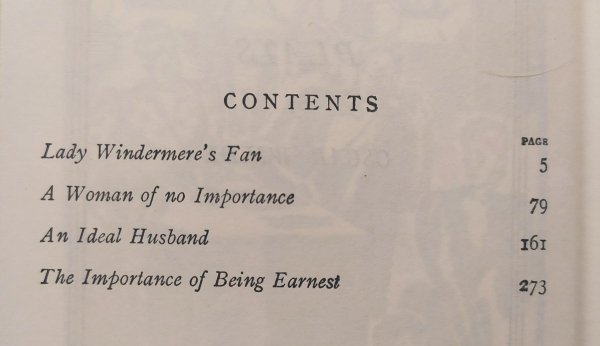 CONTENTS
PAGE
Lady Windermere's Fan 5
A Woman of no Importance 79
An Ideal Husband 161
The Importance of Being Earnest 273